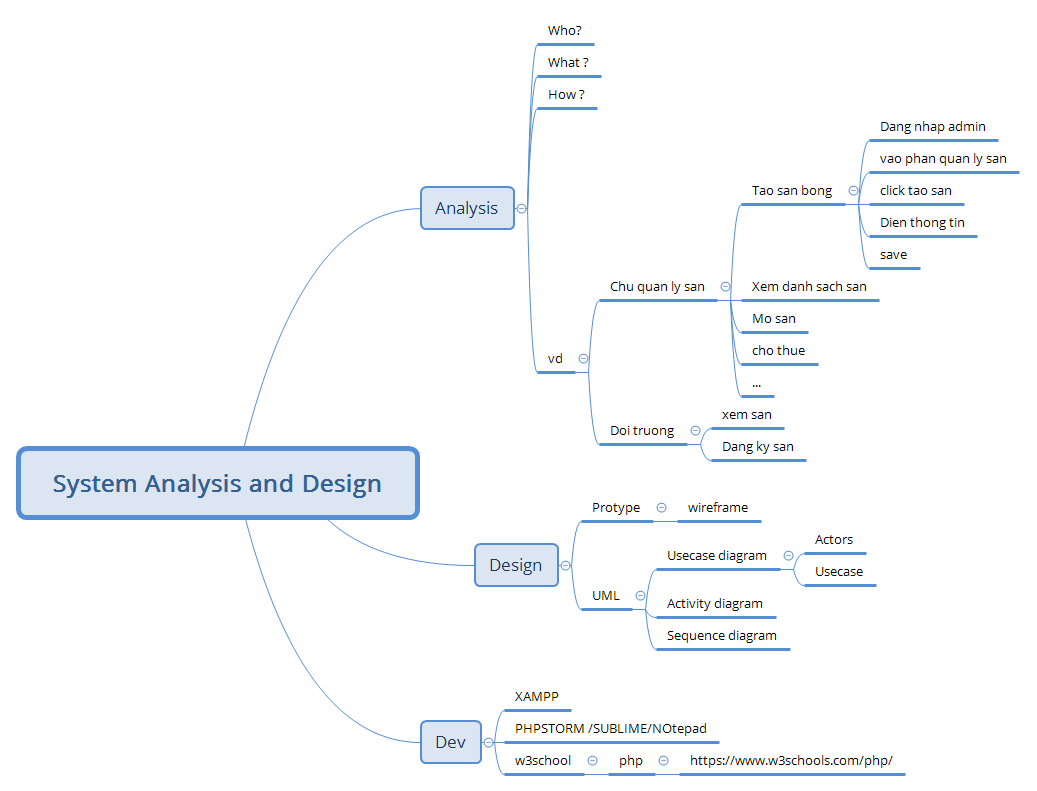 System Analysis and Design
Analysis
Who?
What ?
How ?
vd
Chu quan ly san
Tao san bong
Dang nhap admin
vao phan quan ly san
click tao san
Dien thong tin
save
Xem danh sach san
Mo san
cho thue
...
Doi truong
xem san
Dang ky san
Design
Protype
wireframe
UML
Usecase diagram
Actors
Usecase
Activity diagram
Sequence diagram
Dev
XAMPP
PHPSTORM /SUBLIME/NOtepad
w3school
php
https://www.w3schools.com/php/